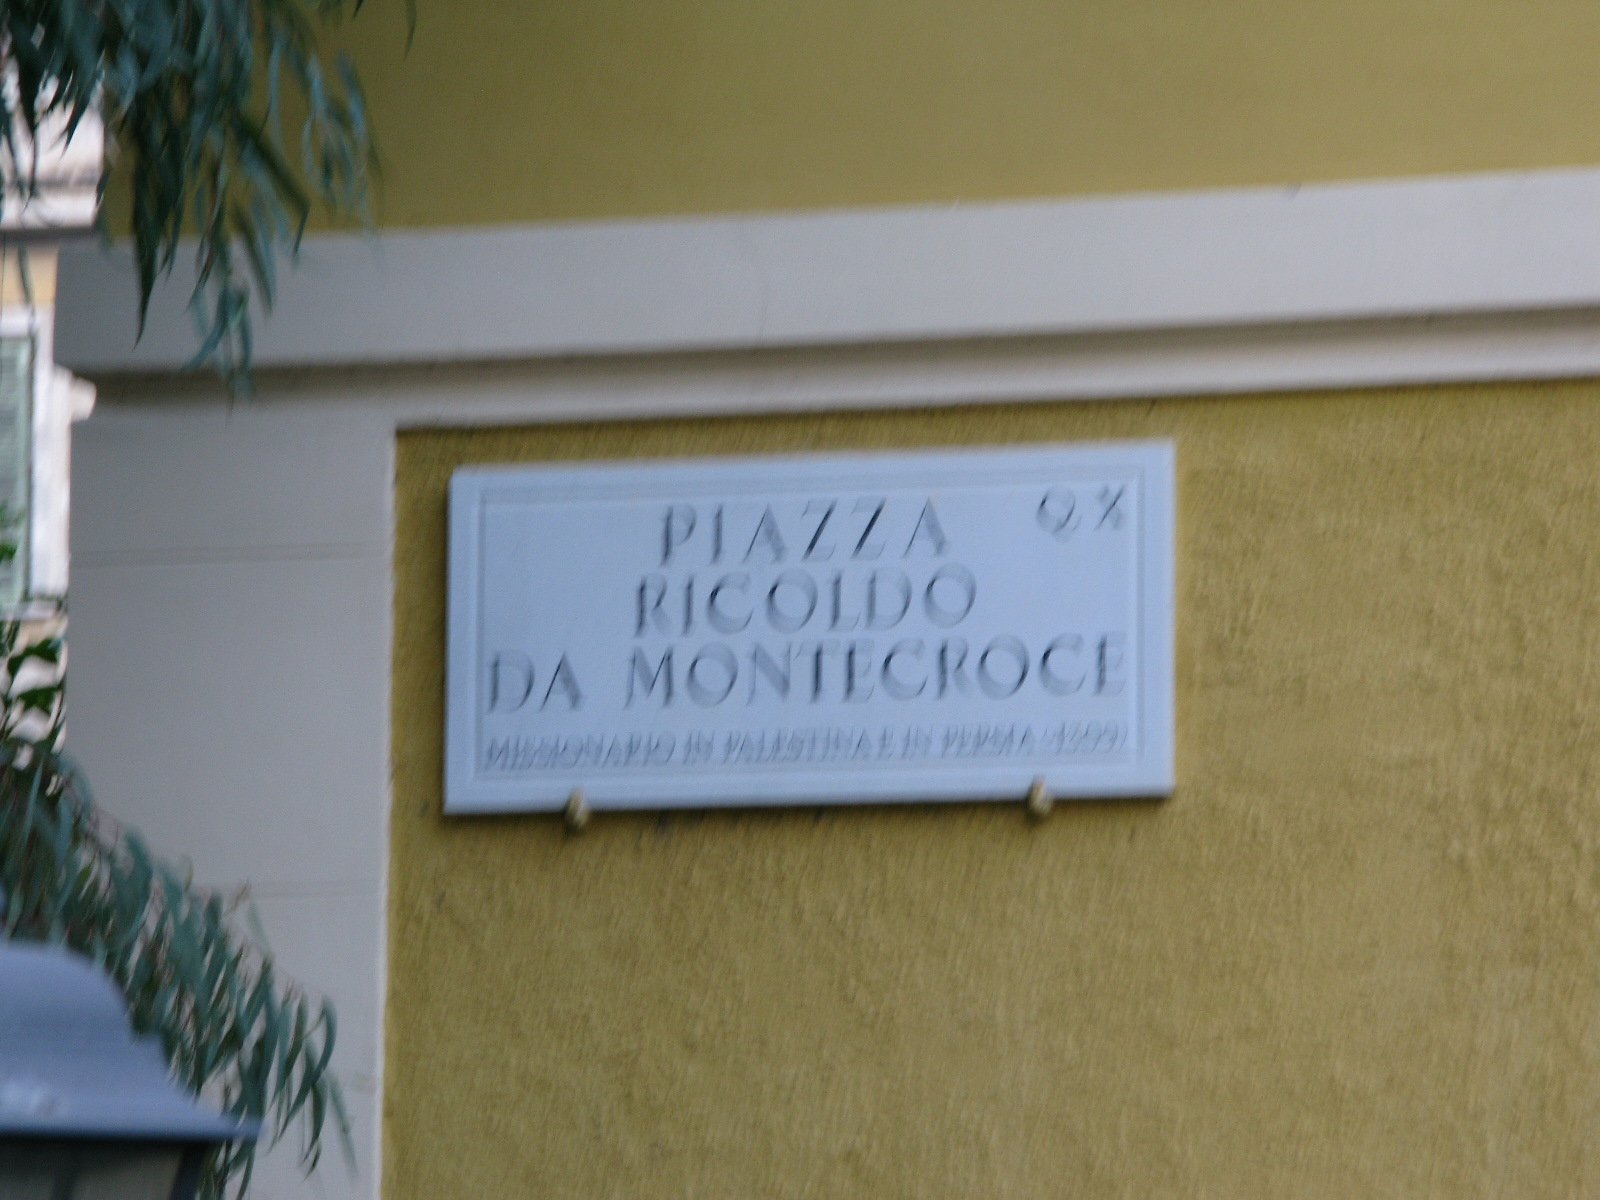 PIAZZA Q X
RICOLDO
DA MONTECROCE
MISSIONARIO IN PALESTINA E IN PERSIA